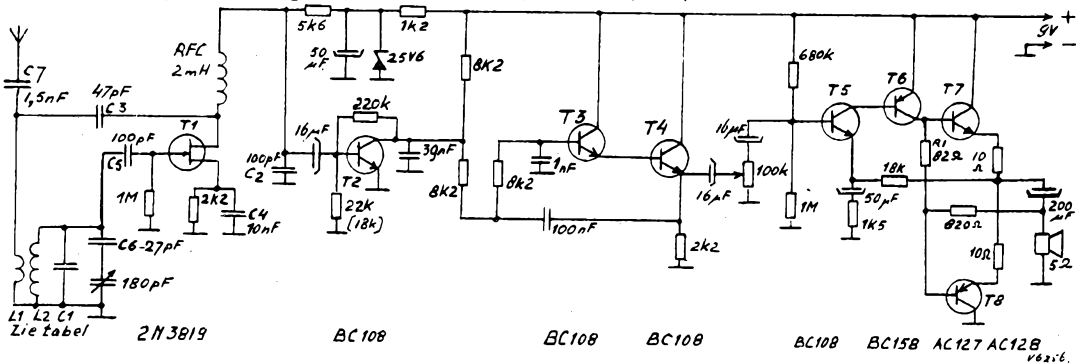 5k6
1k2
9V + –
RFC
2mH
50
μF
25V6
8k2
680k
C7
1,5nF
47pF
C3
100pF
C5
T1
220k
16μF
100pF
C2
T2
39nF
T3
1nF
T4
16μF
100k
16μF
T5
T6
T7
R1
82Ω
10
Ω
18k
1M
2k2
C4
10nF
22k
(18k)
8k2
8k2
100nF
2k2
1M
50μF
1k5
820Ω
200
μF
10Ω
5Ω
C6-27pF
180pF
T8
L1 L2 C1
Zie tabel
2N3819
BC108
BC108
BC108
BC108
BC158
AC127
AC128